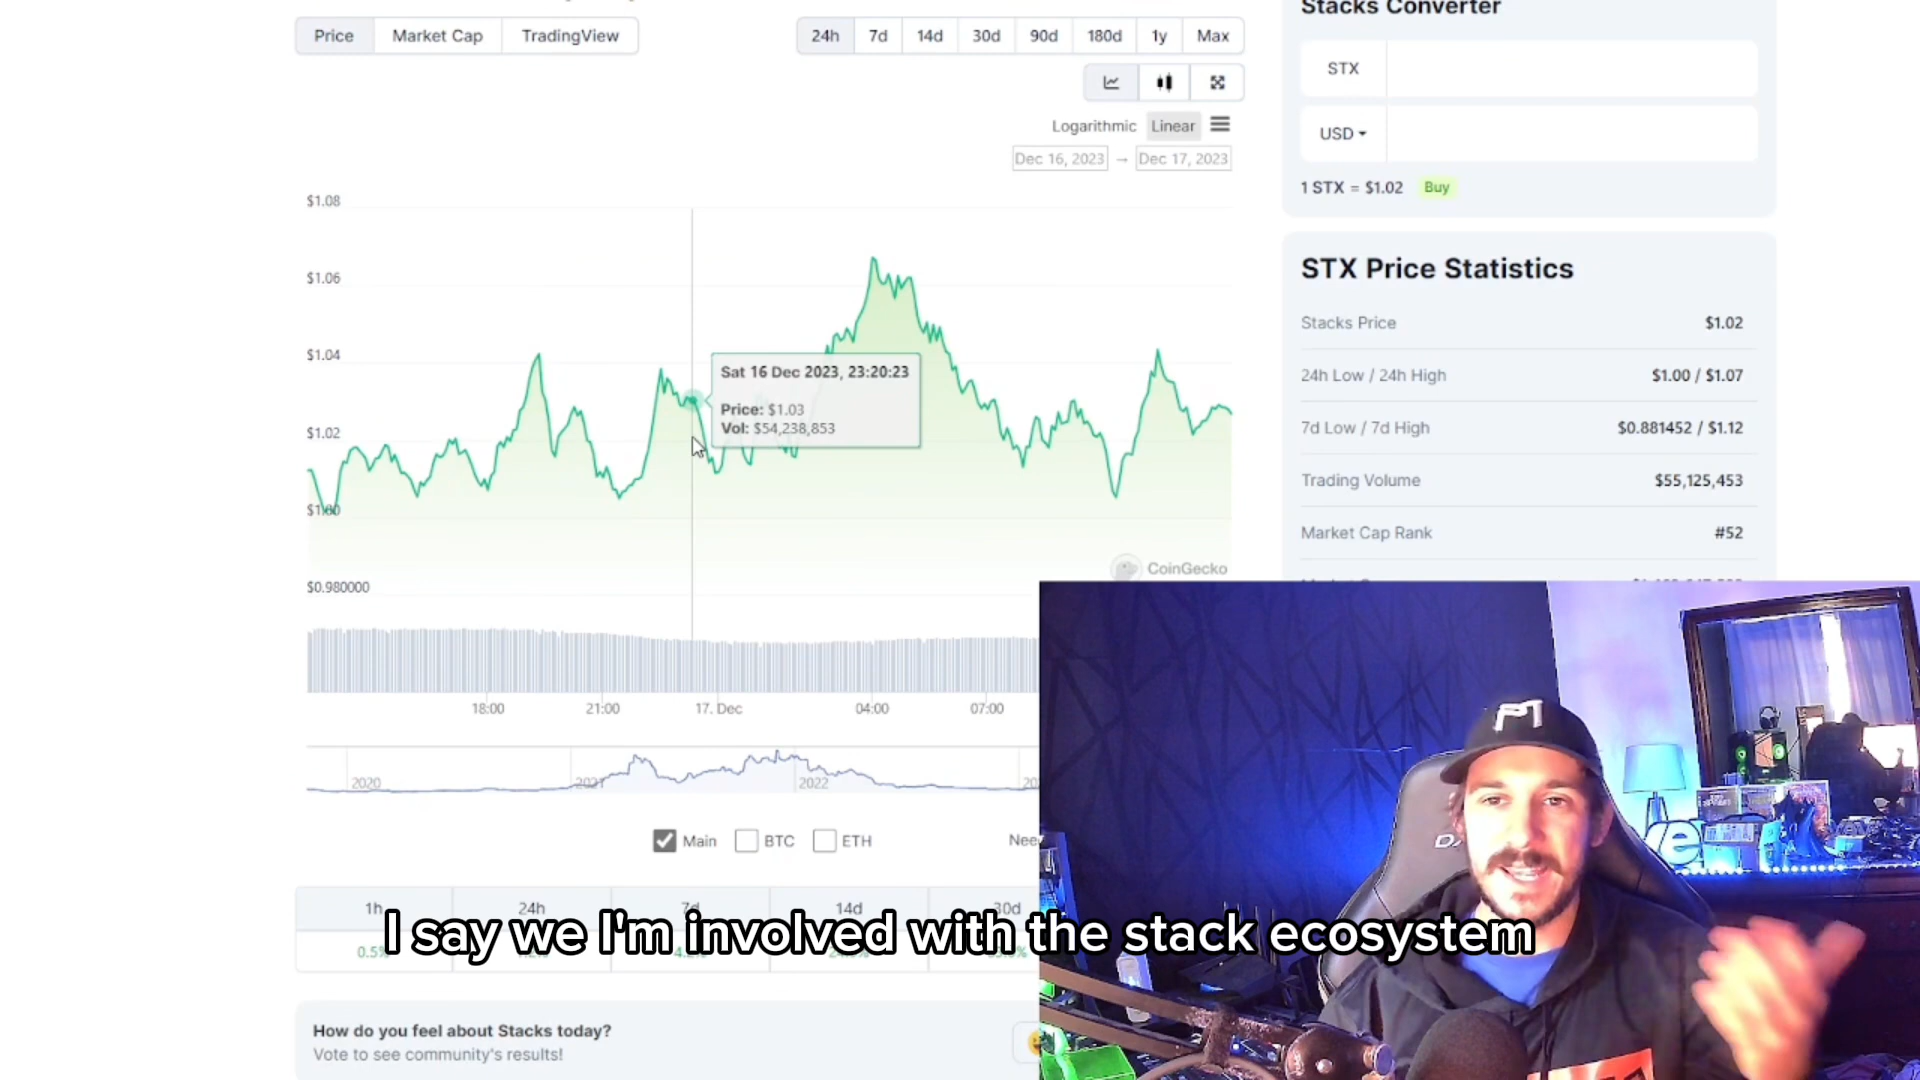 Stacks Converter
Price Market Cap TradingView
24h 7d 14d 30d 90d 180d 1y Max
STX
Logarithmic Linear
USD
Dec 16, 2023 → Dec 17, 2023
1 STX = $1.02 Buy
$1.08
$1.06
$1.04
$1.02
$0.980000
Sat 16 Dec 2023, 23:20:23
Price: $1.03
Vol: $54,238,853
CoinGecko
18:00 21:00 17. Dec 04:00 07:00
2020 2021 2022
Main BTC ETH
STX Price Statistics
Stacks Price $1.02
24h Low / 24h High $1.00 / $1.07
7d Low / 7d High $0.881452 / $1.12
Trading Volume $55,125,453
Market Cap Rank #52
1h 24h 7d 14d 30d
I say we I'm involved with the stack ecosystem
How do you feel about Stacks today?
Vote to see community's results!